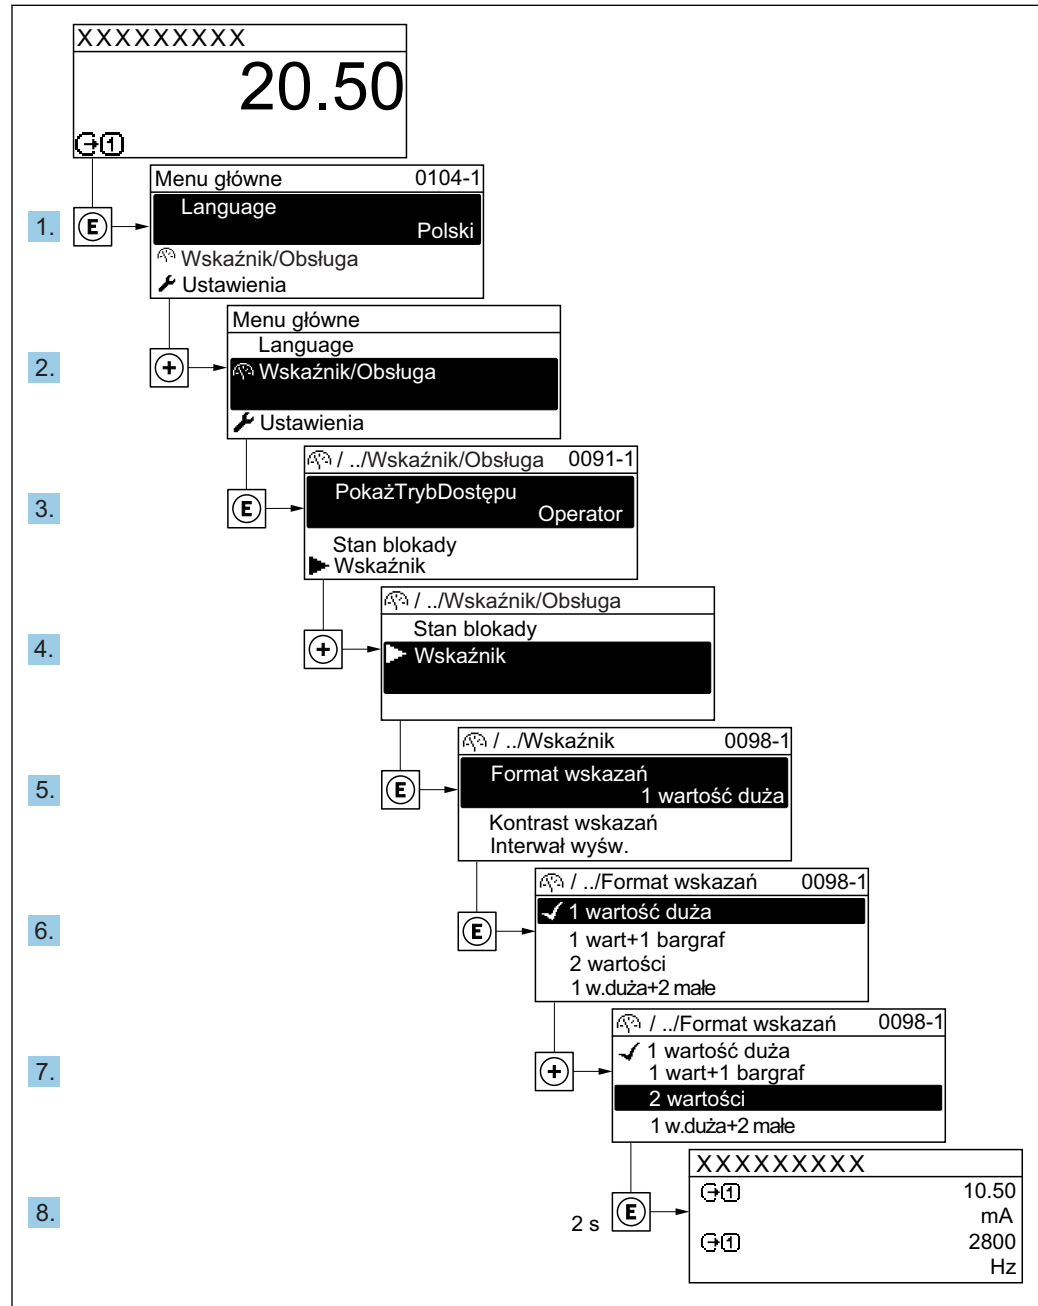 XXXXXXXXX
20.50
1
Menu główne 0104-1
Language
Polski
1. E
Wskaźnik/Obsługa
Ustawienia
Menu główne
Language
2. + Wskaźnik/Obsługa
Ustawienia
/ ../Wskaźnik/Obsługa 0091-1
PokażTrybDostępu
3. E Operator
Stan blokady
Wskaźnik
/ ../Wskaźnik/Obsługa
Stan blokady
4. + Wskaźnik
/ ../Wskaźnik 0098-1
Format wskazań
5. E 1 wartość duża
Kontrast wskazań
Interwał wyśw.
/ ../Format wskazań 0098-1
1 wartość duża
6. E 1 wart+1 bargraf
2 wartości
1 w.duża+2 małe
/ ../Format wskazań 0098-1
1 wartość duża
7. + 1 wart+1 bargraf
2 wartości
1 w.duża+2 małe
XXXXXXXXX
1 10.50
8. 2 s E mA
1 2800
Hz